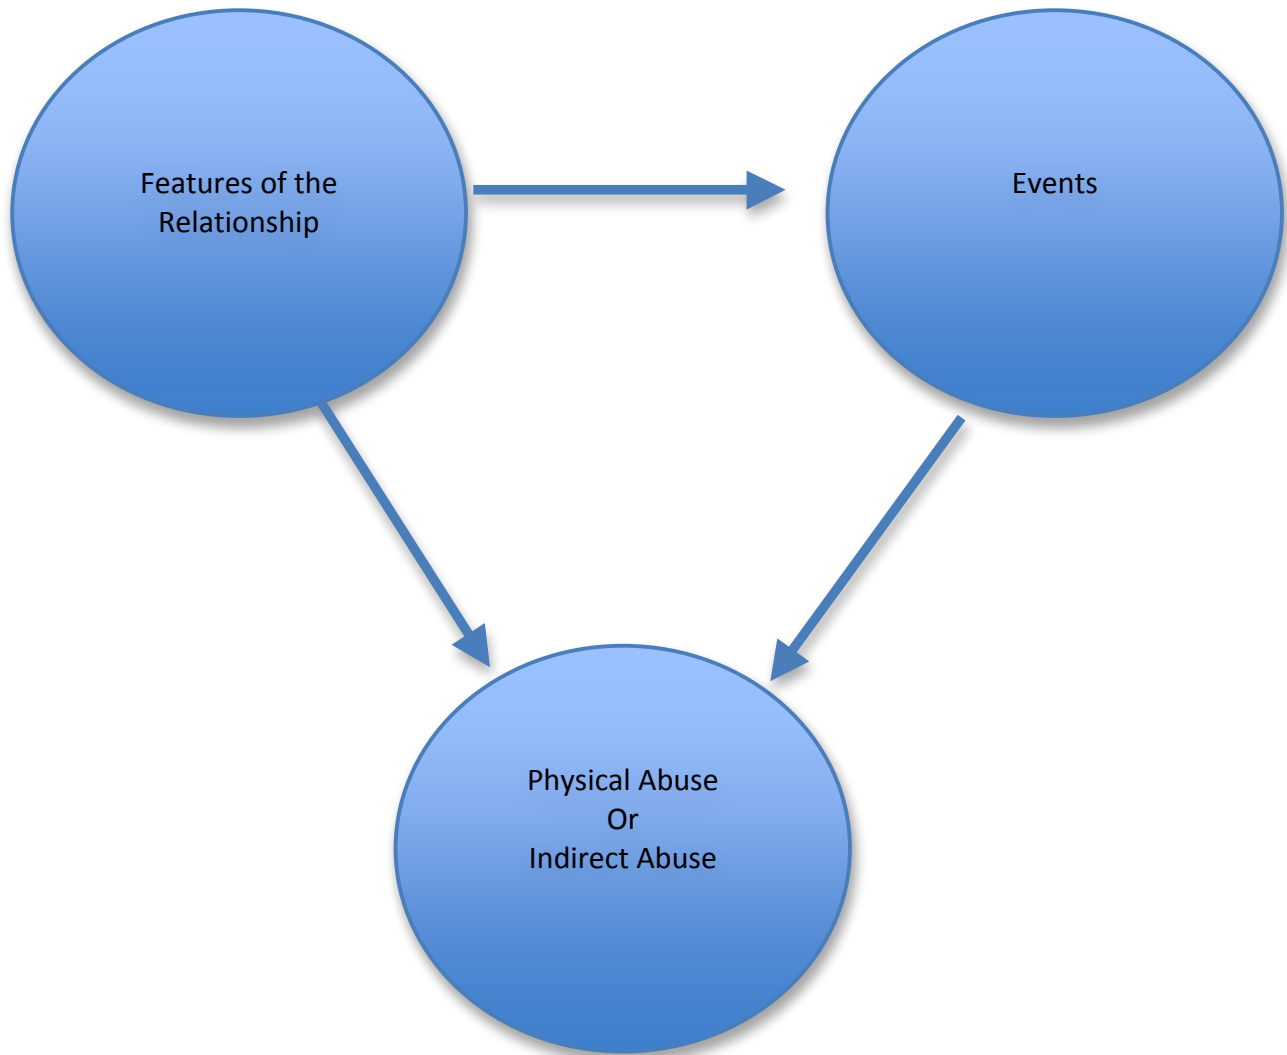 Features of the
Relationship
Events
Physical Abuse
Or
Indirect Abuse